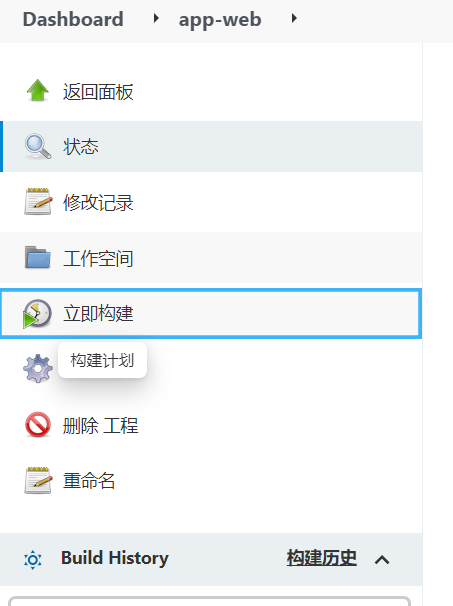 Dashboard app-web
返回面板
状态
修改记录
工作空间
立即构建
构建计划
删除 工程
重命名
Build History 构建历史